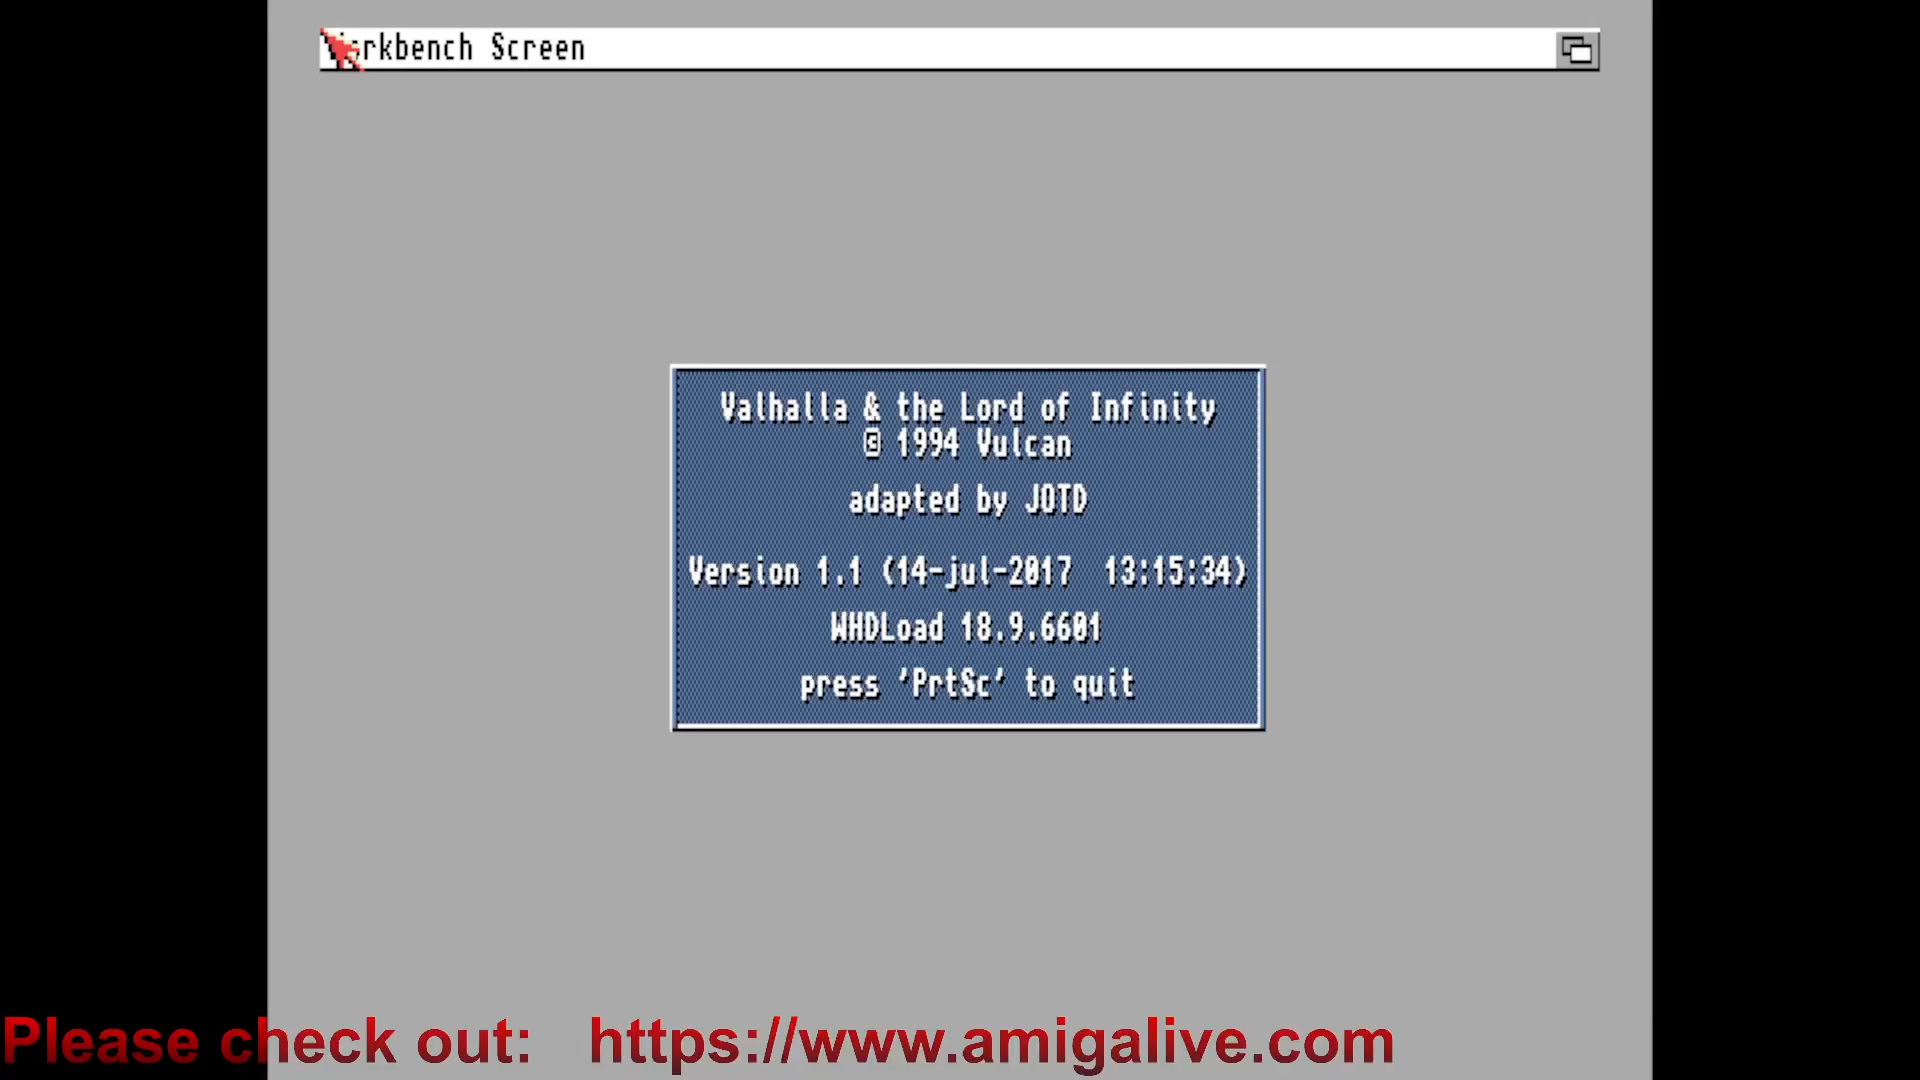 Workbench Screen
Valhalla & the Lord of Infinity
© 1994 Vulcan
adapted by JOTD
Version 1.1 (14-jul-2017  13:15:34)
WHDLoad 18.9.6601
press 'PrtSc' to quit
Please check out:   https://www.amigalive.com